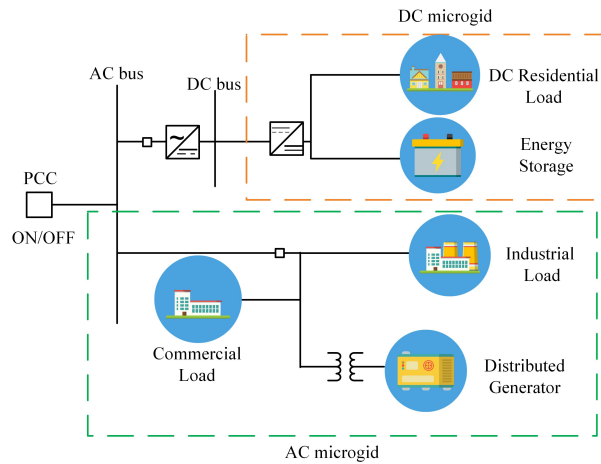 DC microgid
AC bus
DC bus
DC Residential
Load
Energy
Storage
PCC
ON/OFF
Industrial
Load
Commercial
Load
Distributed
Generator
AC microgid